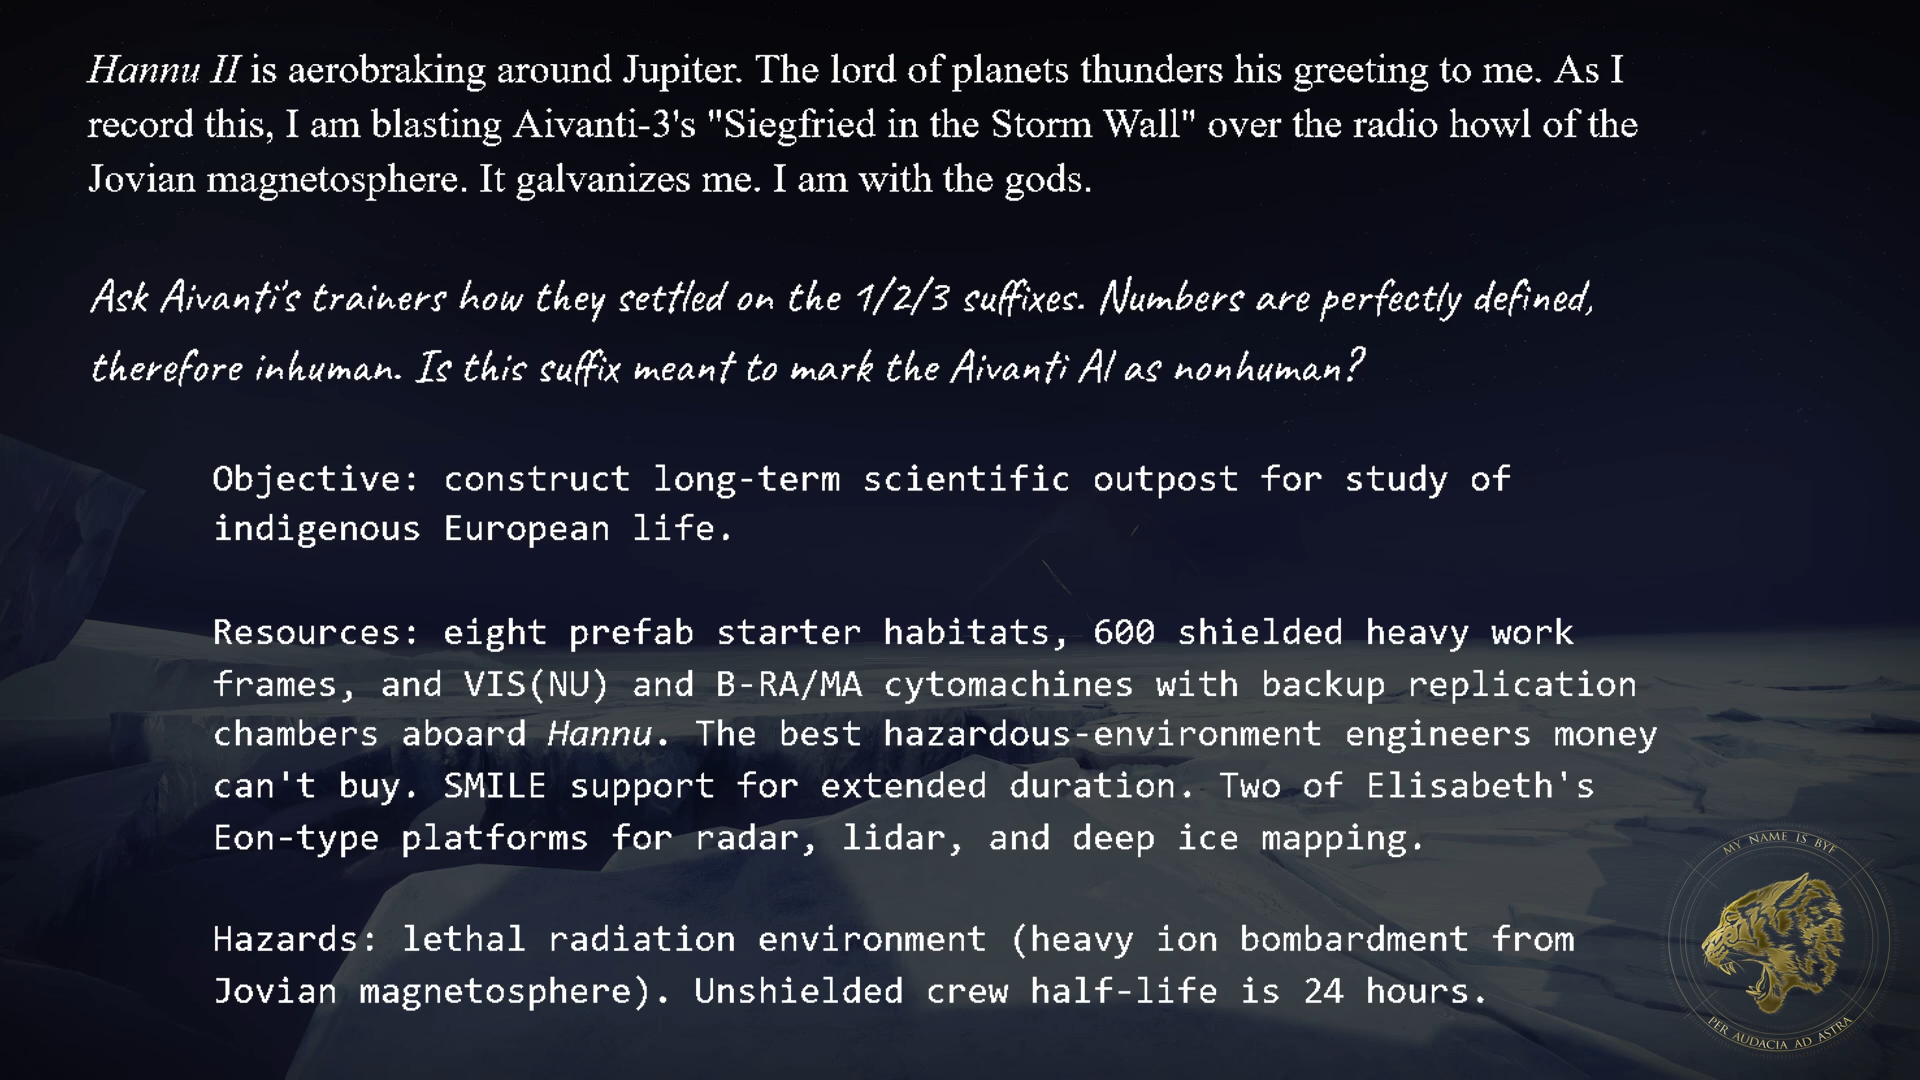 Hannu II is aerobraking around Jupiter. The lord of planets thunders his greeting to me. As I
record this, I am blasting Aivanti-3's "Siegfried in the Storm Wall" over the radio howl of the
Jovian magnetosphere. It galvanizes me. I am with the gods.
Ask Aivanti's trainers how they settled on the 1/2/3 suffixes. Numbers are perfectly defined,
therefore inhuman. Is this suffix meant to mark the Aivanti AI as nonhuman?
Objective: construct long-term scientific outpost for study of
indigenous European life.
Resources: eight prefab starter habitats, 600 shielded heavy work
frames, and VIS(NU) and B-RA/MA cytomachines with backup replication
chambers aboard Hannu. The best hazardous-environment engineers money
can't buy. SMILE support for extended duration. Two of Elisabeth's
Eon-type platforms for radar, lidar, and deep ice mapping.
Hazards: lethal radiation environment (heavy ion bombardment from
Jovian magnetosphere). Unshielded crew half-life is 24 hours.
MY NAME IS BYF
PER AUDACIA AD ASTRA